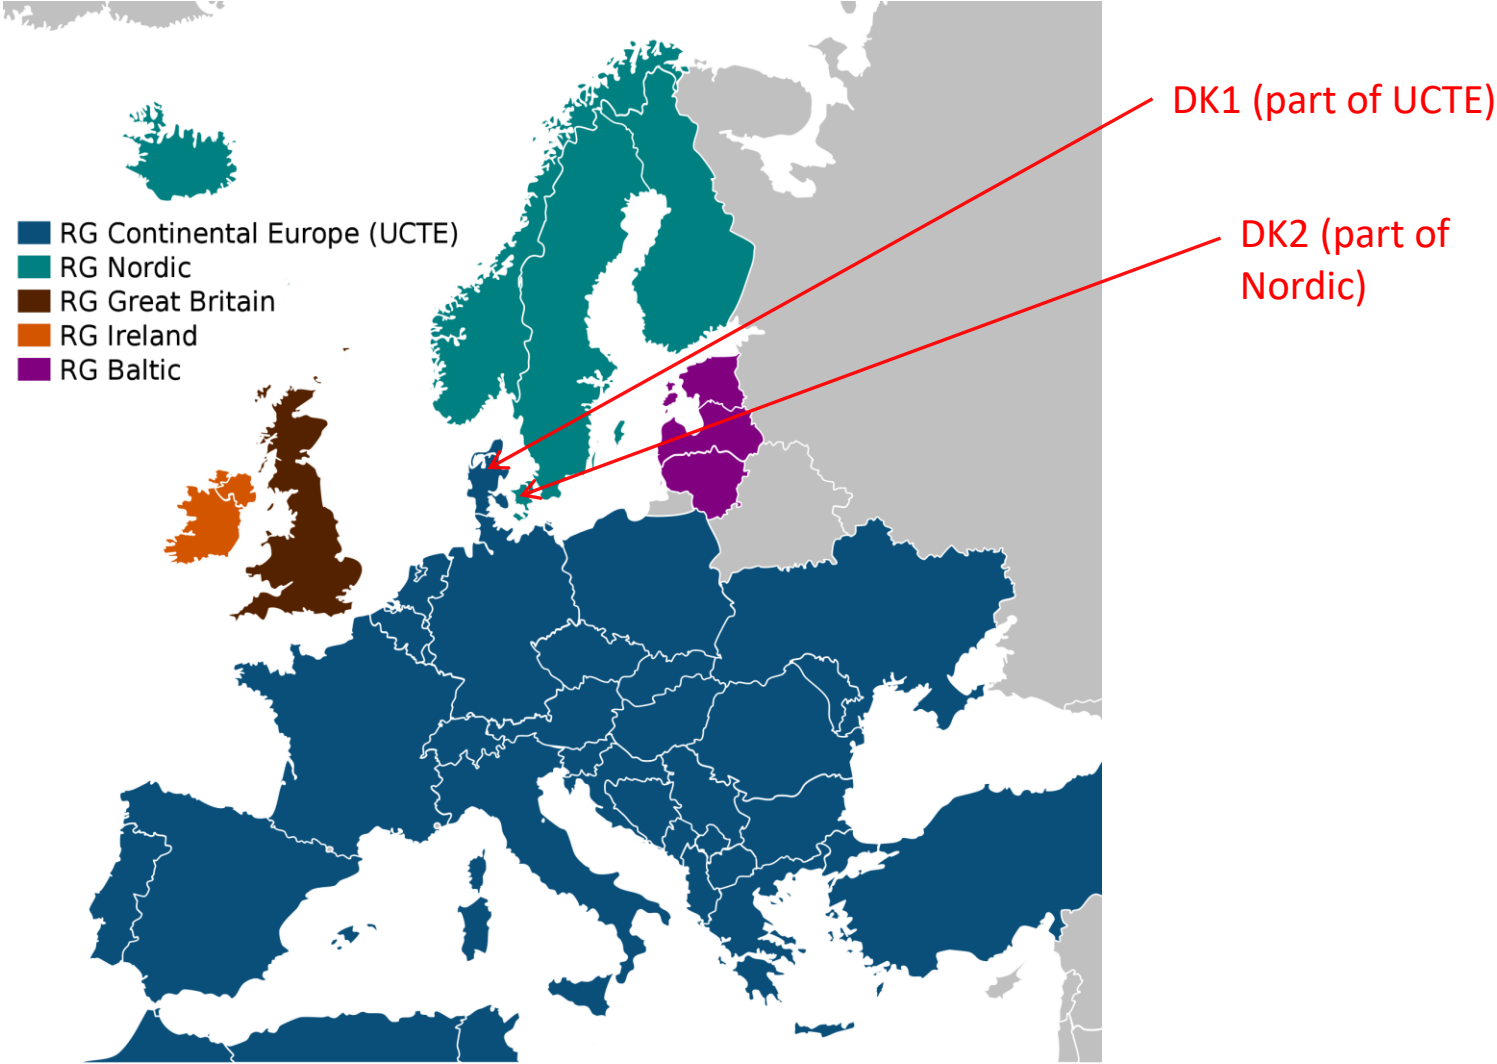 DK1 (part of UCTE)
DK2 (part of
Nordic)
RG Continental Europe (UCTE)
RG Nordic
RG Great Britain
RG Ireland
RG Baltic